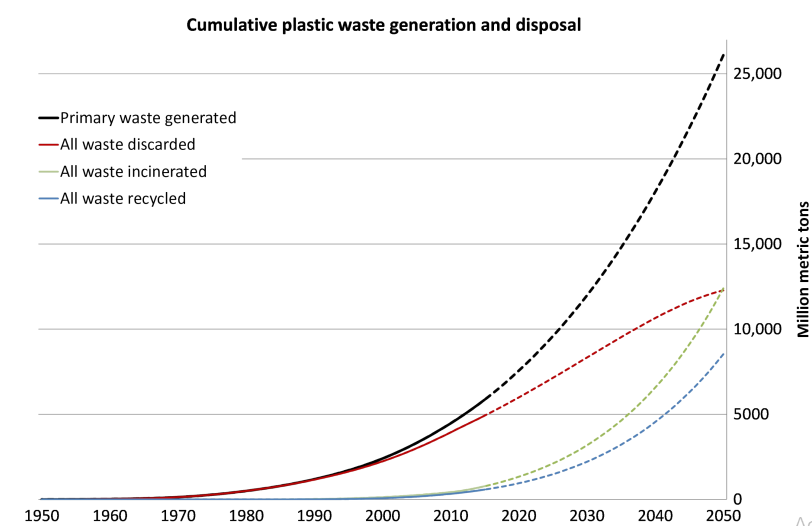 Cumulative plastic waste generation and disposal
25,000
Primary waste generated
All waste discarded
20,000
All waste incinerated
All waste recycled
15,000
Million metric tons
10,000
5000
0
1950 1960 1970 1980 1990 2000 2010 2020 2030 2040 2050